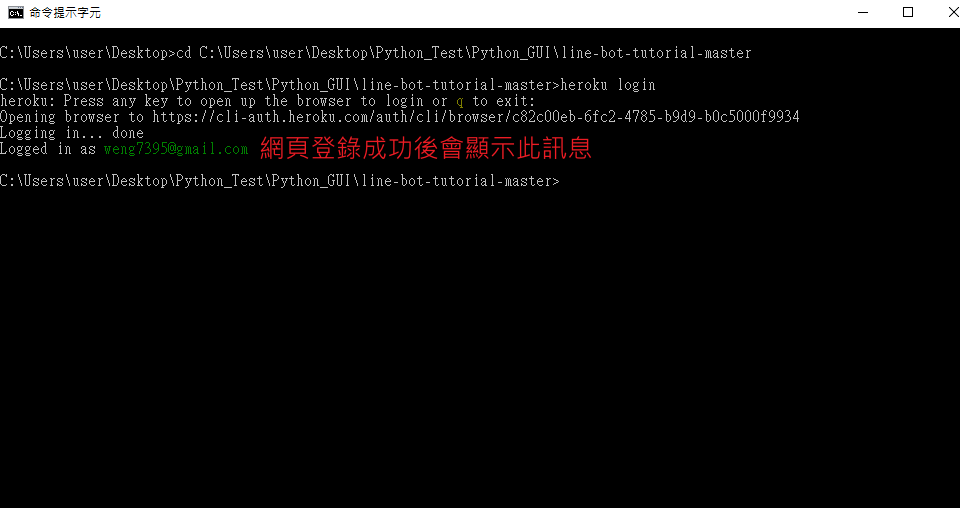 命令提示字元
C:\Users\user\Desktop>cd C:\Users\user\Desktop\Python_Test\Python_GUI\line-bot-tutorial-master
C:\Users\user\Desktop\Python_Test\Python_GUI\line-bot-tutorial-master>heroku login
heroku: Press any key to open up the browser to login or q to exit:
Opening browser to https://cli-auth.heroku.com/auth/cli/browser/c82c00eb-6fc2-4785-b9d9-b0c5000f9934
Logging in... done
Logged in as weng7395@gmail.com 網頁登錄成功後會顯示此訊息
C:\Users\user\Desktop\Python_Test\Python_GUI\line-bot-tutorial-master>